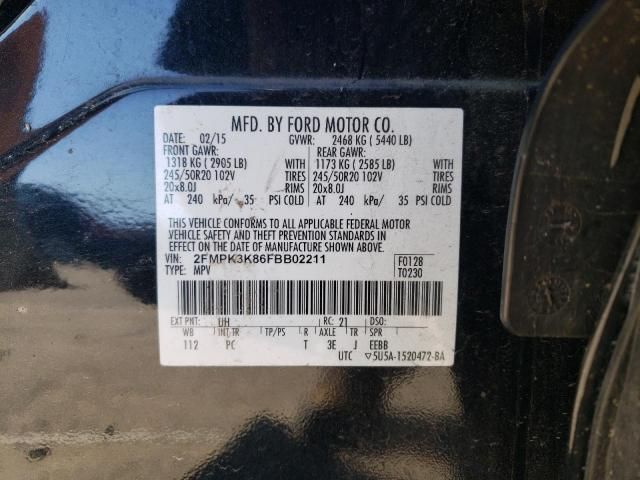 MFD. BY FORD MOTOR CO.
DATE: 02/15 GVWR: 2468 KG ( 5440 LB)
FRONT GAWR: REAR GAWR:
1318 KG ( 2905 LB) WITH 1173 KG ( 2585 LB) WITH
245/50R20 102V TIRES 245/50R20 102V TIRES
20x8.0J RIMS 20x8.0J RIMS
AT 240 kPa/ 35 PSI COLD AT 240 kPa/ 35 PSI COLD
THIS VEHICLE CONFORMS TO ALL APPLICABLE FEDERAL MOTOR
VEHICLE SAFETY AND THEFT PREVENTION STANDARDS IN
EFFECT ON THE DATE OF MANUFACTURE SHOWN ABOVE.
VIN: 2FMPK3K86FBB02211 F0128
TYPE: MPV T0230
EXT PNT: UH RC: 21 DSO:
WB INT TR TP/PS R AXLE TR SPR
112 PC T 3E J EEBB
UTC ▽5U5A-1520472-BA